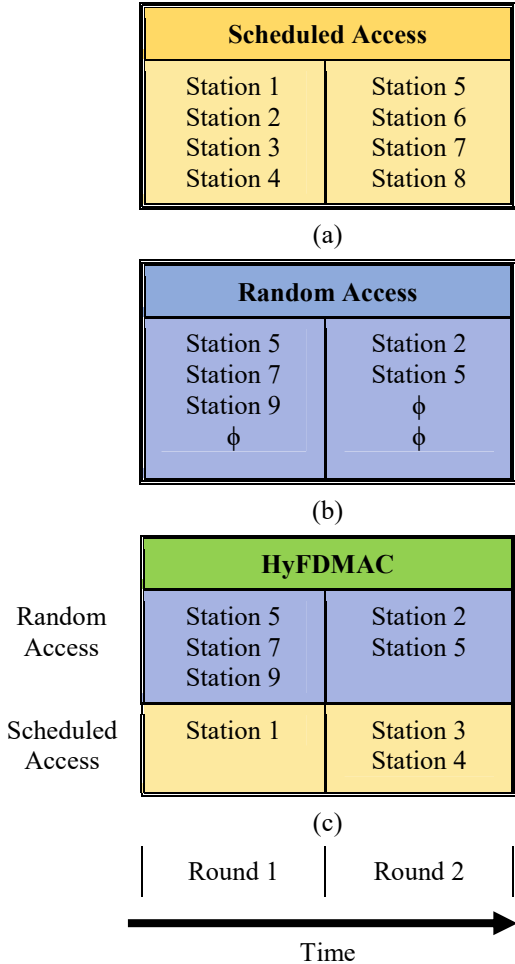 Scheduled Access
Station 1 Station 5
Station 2 Station 6
Station 3 Station 7
Station 4 Station 8
(a)
Random Access
Station 5 Station 2
Station 7 Station 5
Station 9 ϕ
ϕ ϕ
(b)
HyFDMAC
Random
Access
Station 5 Station 2
Station 7 Station 5
Station 9
Scheduled
Access
Station 1 Station 3
Station 4
(c)
Round 1 Round 2
Time